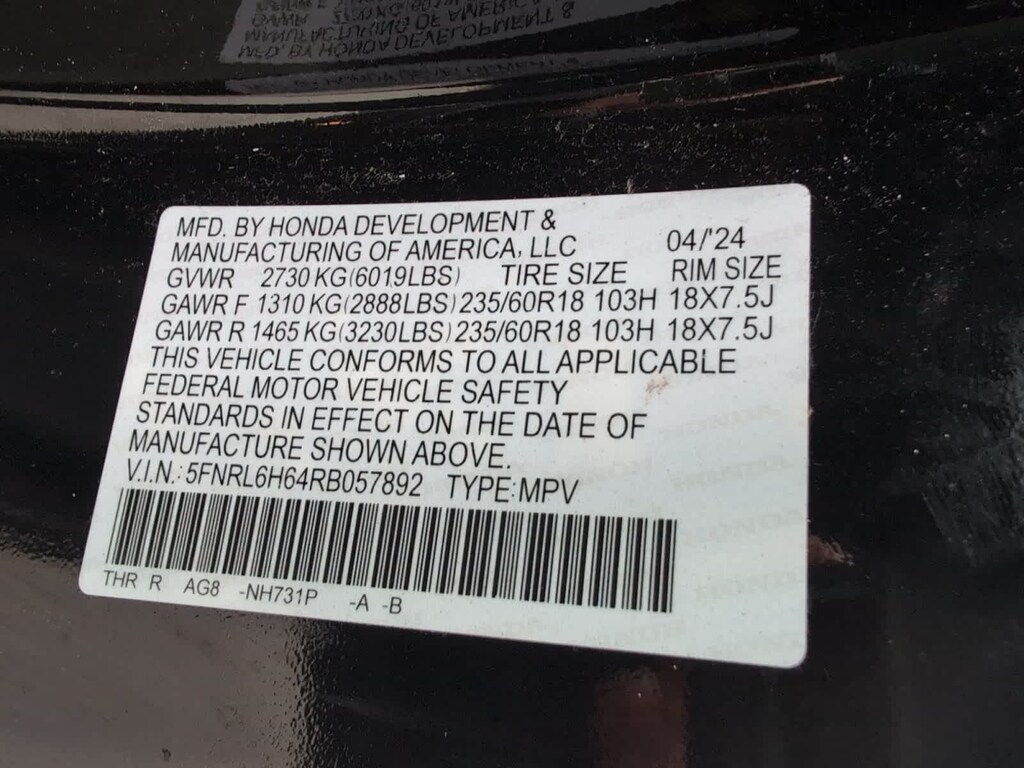 MFD. BY HONDA DEVELOPMENT &
MANUFACTURING OF AMERICA, LLC 04/'24
GVWR 2730 KG(6019LBS) TIRE SIZE RIM SIZE
GAWR F 1310 KG(2888LBS) 235/60R18 103H 18X7.5J
GAWR R 1465 KG(3230LBS) 235/60R18 103H 18X7.5J
THIS VEHICLE CONFORMS TO ALL APPLICABLE
FEDERAL MOTOR VEHICLE SAFETY
STANDARDS IN EFFECT ON THE DATE OF
MANUFACTURE SHOWN ABOVE.
V.I.N.: 5FNRL6H64RB057892 TYPE:MPV
THR R AG8 -NH731P -A -B